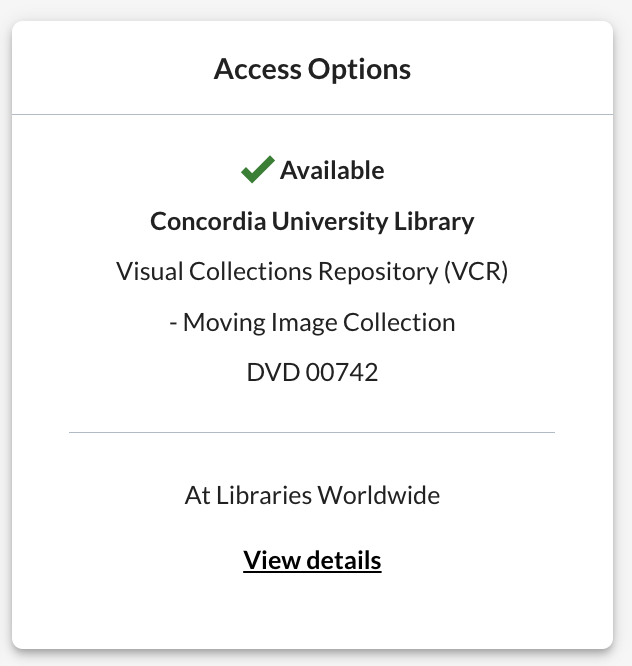 Access Options
Available
Concordia University Library
Visual Collections Repository (VCR)
- Moving Image Collection
DVD 00742
At Libraries Worldwide
View details